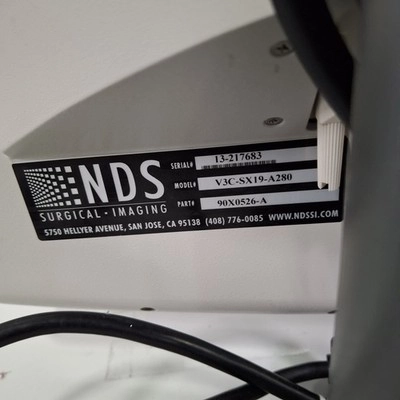 NDS
SURGICAL · IMAGING
SERIAL# 13-217683
MODEL# V3C-SX19-A280
PART# 90X0526-A
5750 HELLYER AVENUE, SAN JOSE, CA 95138 (408) 776-0085 WWW.NDSSI.COM